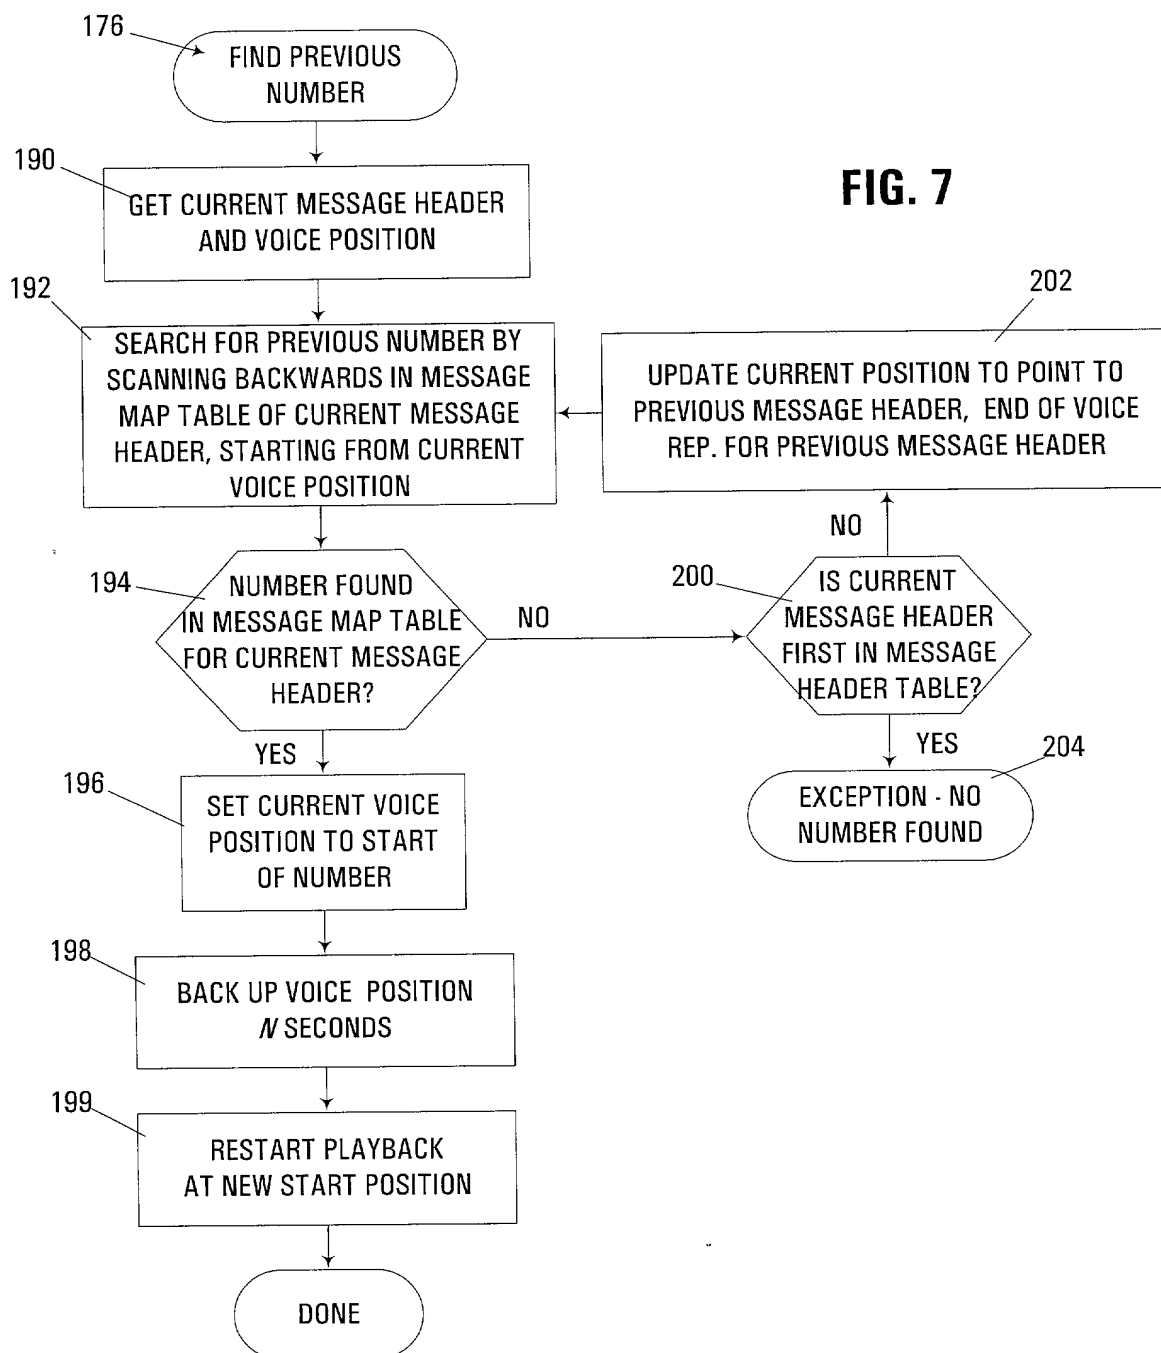 176
FIND PREVIOUS
NUMBER
190
GET CURRENT MESSAGE HEADER
AND VOICE POSITION
FIG. 7
192
SEARCH FOR PREVIOUS NUMBER BY
SCANNING BACKWARDS IN MESSAGE
MAP TABLE OF CURRENT MESSAGE
HEADER, STARTING FROM CURRENT
VOICE POSITION
202
UPDATE CURRENT POSITION TO POINT TO
PREVIOUS MESSAGE HEADER, END OF VOICE
REP. FOR PREVIOUS MESSAGE HEADER
NO
194
NUMBER FOUND
IN MESSAGE MAP TABLE
FOR CURRENT MESSAGE
HEADER?
NO
200
IS CURRENT
MESSAGE HEADER
FIRST IN MESSAGE
HEADER TABLE?
YES
YES
204
EXCEPTION - NO
NUMBER FOUND
196
SET CURRENT VOICE
POSITION TO START
OF NUMBER
198
BACK UP VOICE POSITION
N SECONDS
199
RESTART PLAYBACK
AT NEW START POSITION
DONE